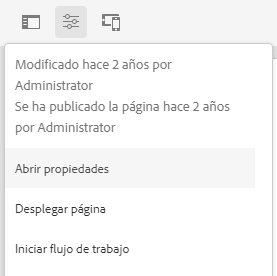 Modificado hace 2 años por
Administrator
Se ha publicado la página hace 2 años
por Administrator
Abrir propiedades
Desplegar página
Iniciar flujo de trabajo